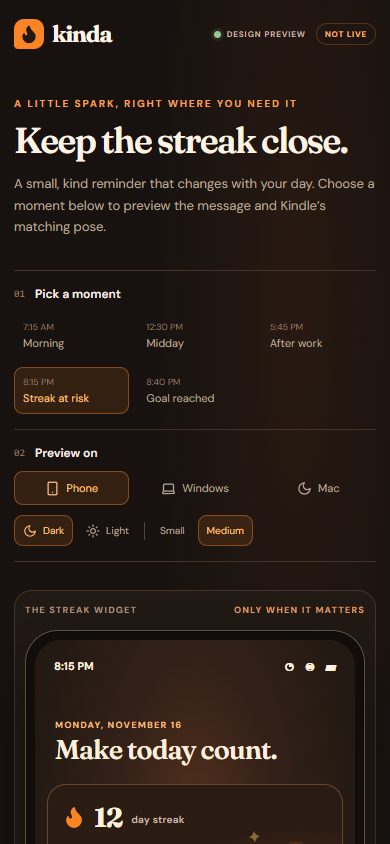 kinda
DESIGN PREVIEW
NOT LIVE
A LITTLE SPARK, RIGHT WHERE YOU NEED IT
Keep the streak close.
A small, kind reminder that changes with your day. Choose a
moment below to preview the message and Kindle's
matching pose.
01 Pick a moment
7:15 AM
Morning
12:30 PM
Midday
5:45 PM
After work
8:15 PM
Streak at risk
8:40 PM
Goal reached
02 Preview on
Phone
Windows
Mac
Dark
Light
Small
Medium
THE STREAK WIDGET
ONLY WHEN IT MATTERS
8:15 PM
MONDAY, NOVEMBER 16
Make today count.
12 day streak